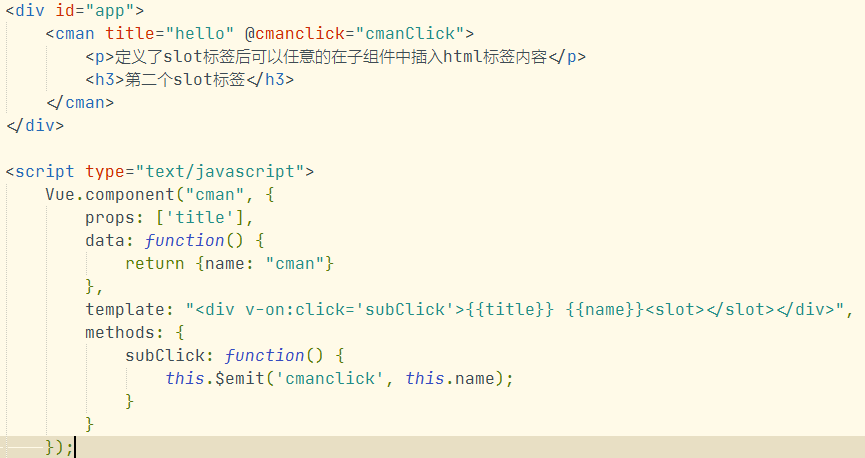 <div id="app">
    <cman title="hello" @cmanclick="cmanClick">
        <p>定义了slot标签后可以任意的在子组件中插入html标签内容</p>
        <h3>第二个slot标签</h3>
    </cman>
</div>

<script type="text/javascript">
    Vue.component("cman", {
        props: ['title'],
        data: function() {
            return {name: "cman"}
        },
        template: "<div v-on:click='subClick'>{{title}} {{name}}<slot></slot></div>",
        methods: {
            subClick: function() {
                this.$emit('cmanclick', this.name);
            }
        }
    });